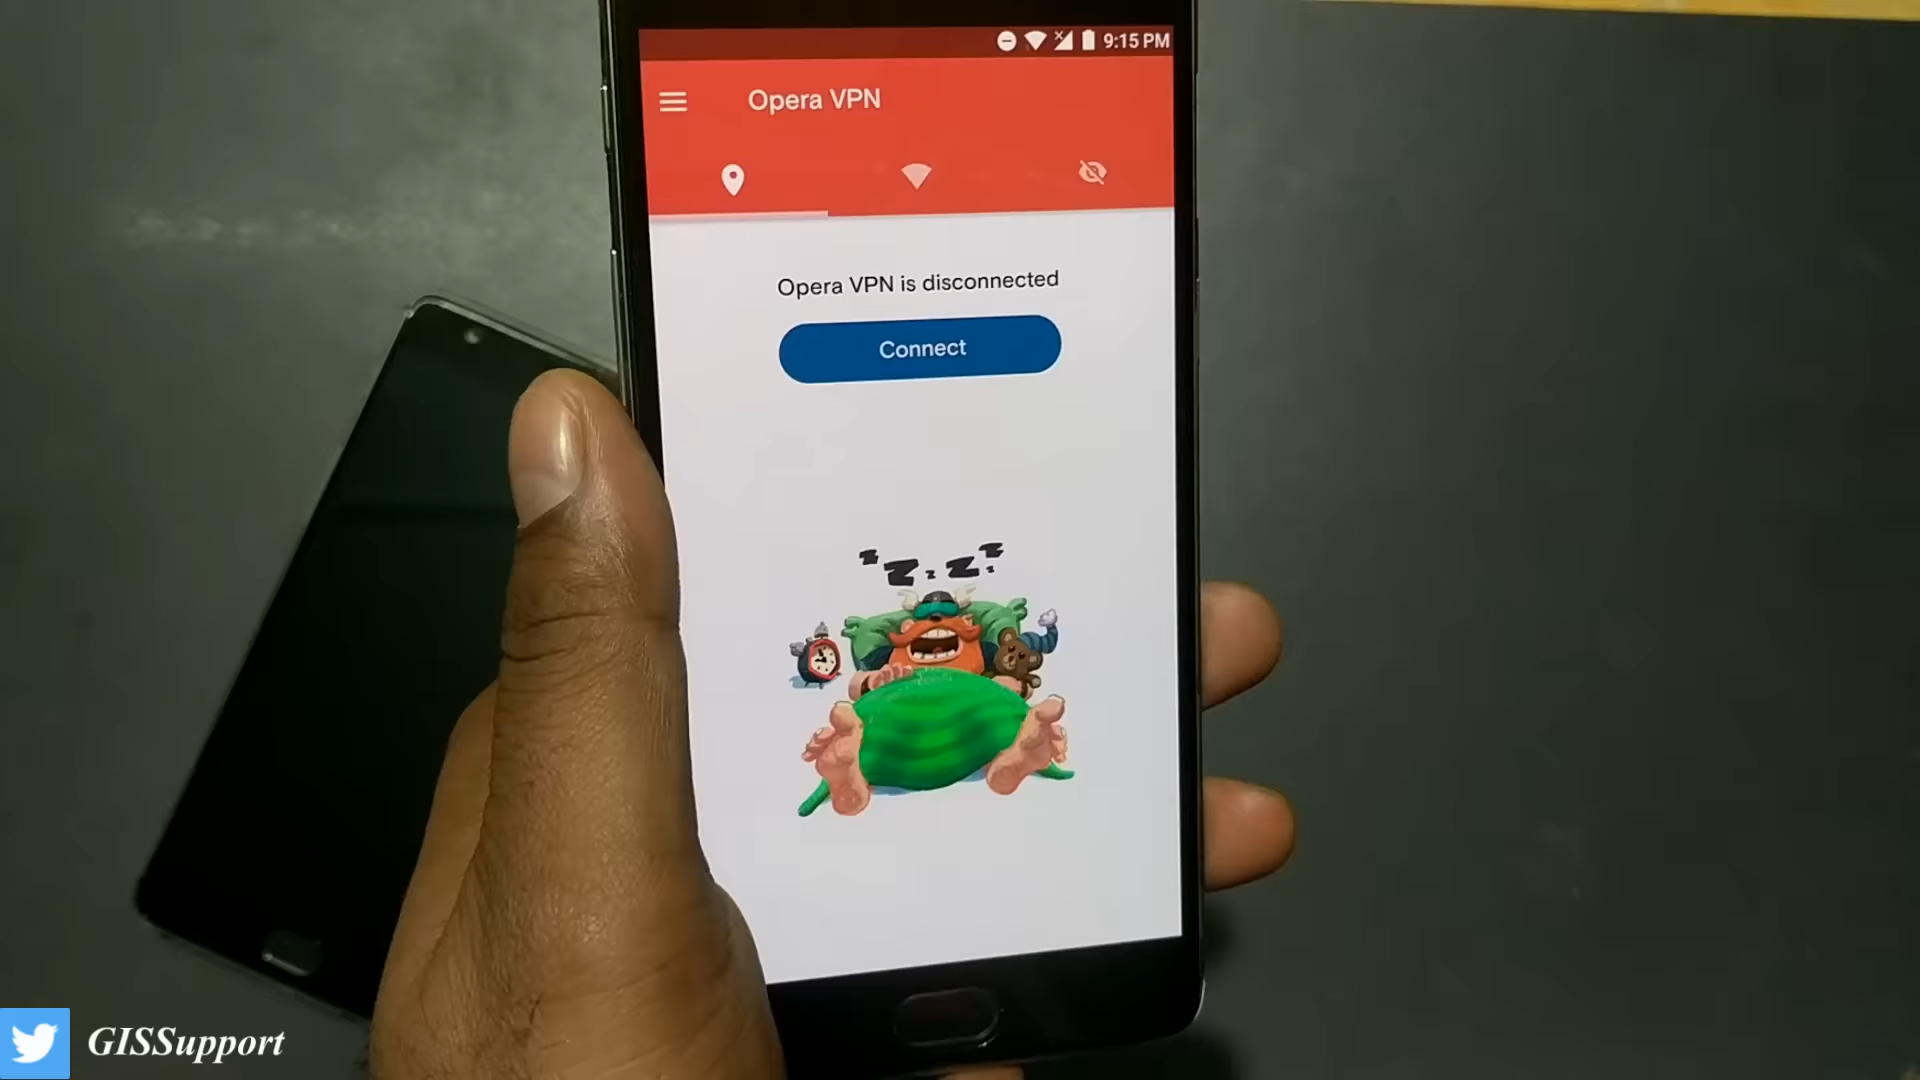 9:15 PM
Opera VPN
Opera VPN is disconnected
Connect
z z z z z z
GISSupport